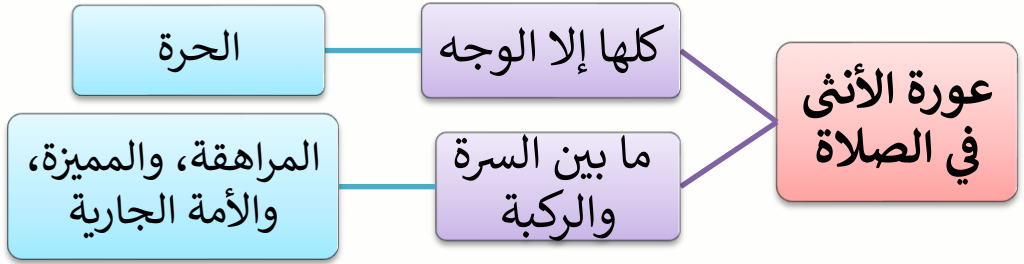 عورة الأنثى
في الصلاة
كلها إلا الوجه
الحرة
ما بين السرة
والركبة
المراهقة، والمميزة،
والأمة الجارية